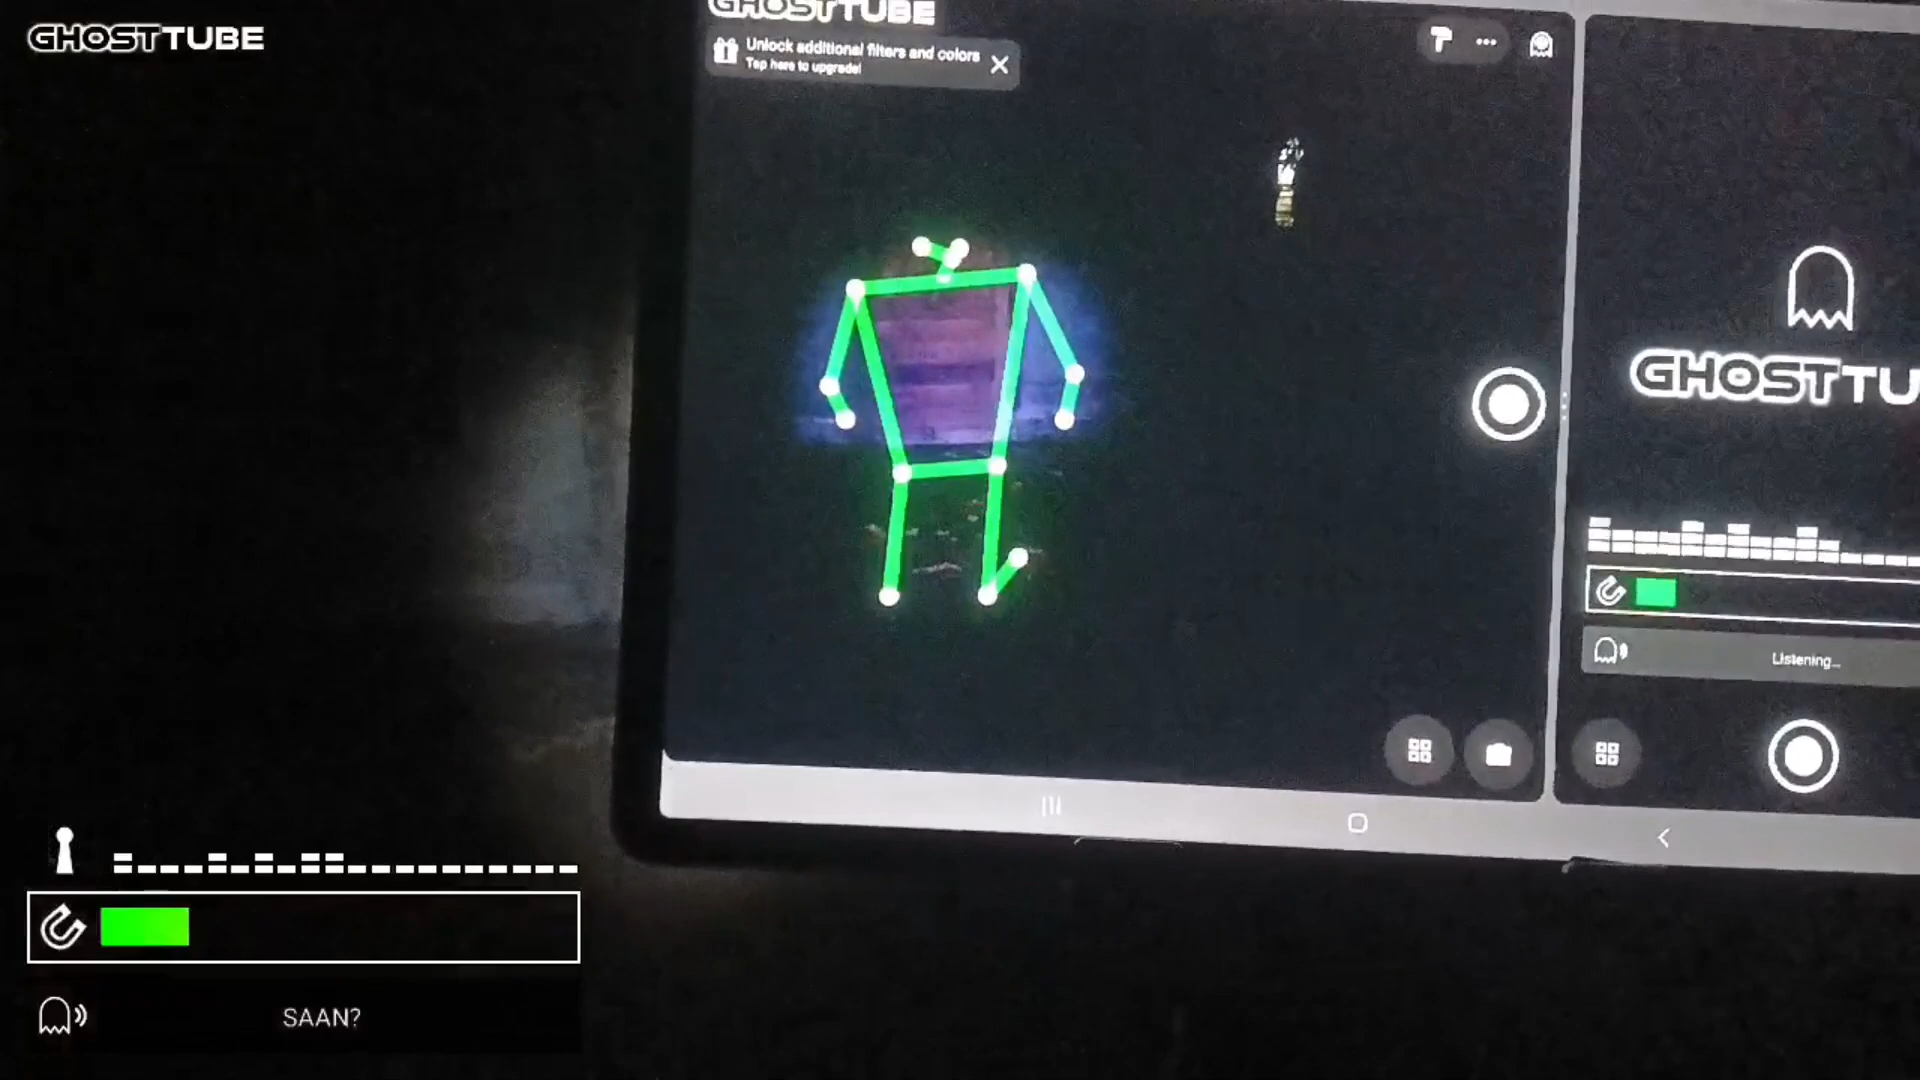 GHOSTTUBE
GHOSTTUBE
Unlock additional filters and colors
Tap here to upgrade!
GHOSTTU
Listening...
SAAN?